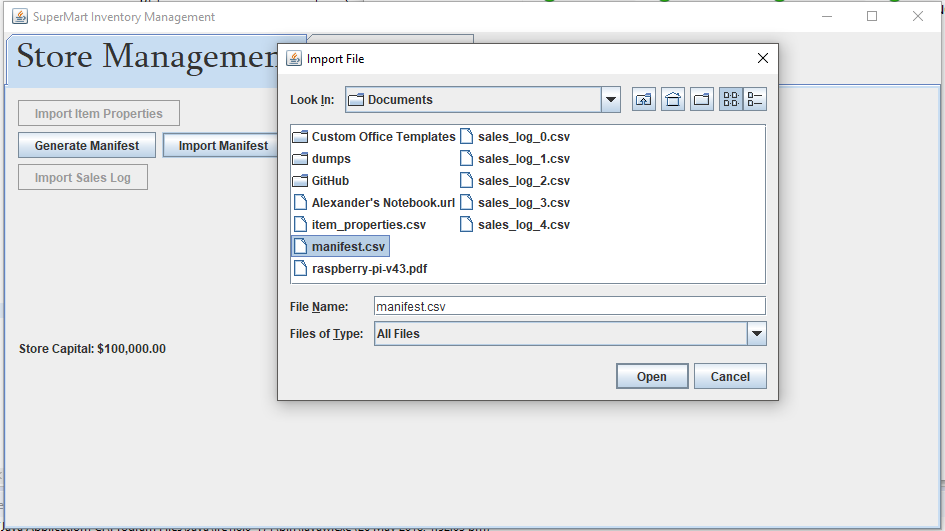 SuperMart Inventory Management
Store Managemen
Import Item Properties
Generate Manifest
Import Manifest
Import Sales Log
Store Capital: $100,000.00
Import File
Look In:
Documents
Custom Office Templates
dumps
GitHub
Alexander's Notebook.url
item_properties.csv
manifest.csv
raspberry-pi-v43.pdf
sales_log_0.csv
sales_log_1.csv
sales_log_2.csv
sales_log_3.csv
sales_log_4.csv
File Name:
manifest.csv
Files of Type:
All Files
Open
Cancel